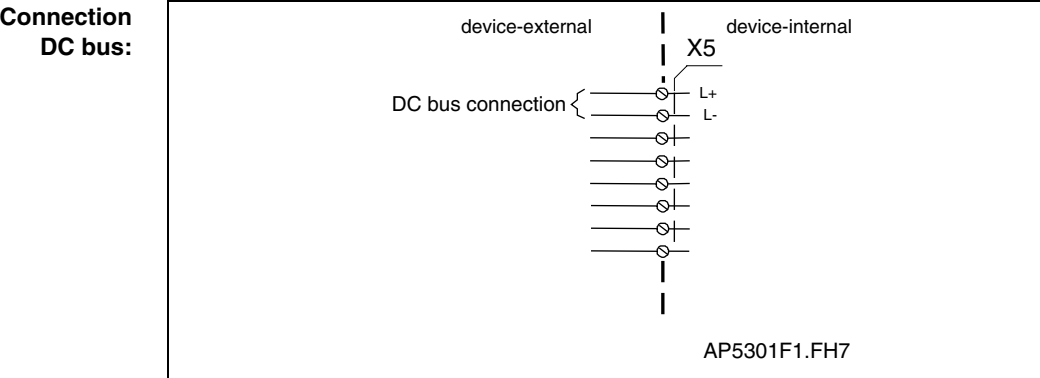 Connection
DC bus:
device-external
device-internal
X5
DC bus connection
L+
L-
AP5301F1.FH7